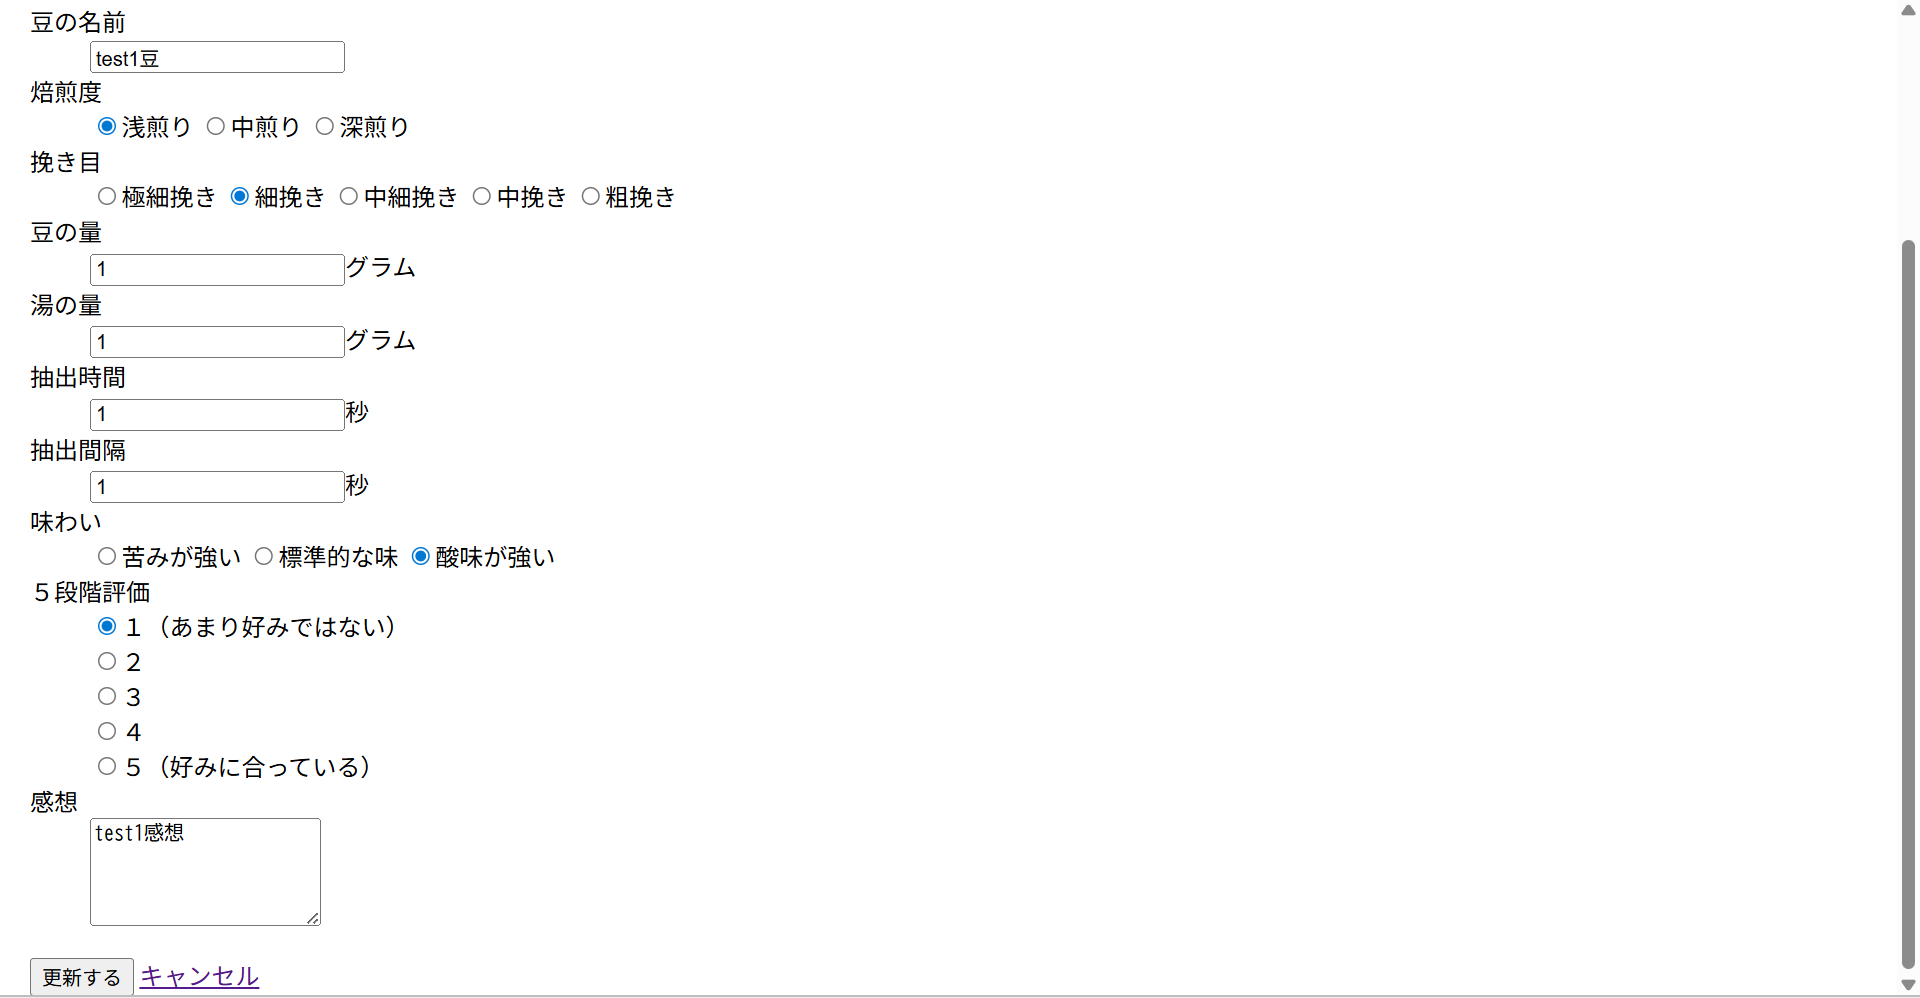 豆の名前
test1豆
焙煎度
浅煎り 中煎り 深煎り
挽き目
極細挽き 細挽き 中細挽き 中挽き 粗挽き
豆の量
1グラム
湯の量
1グラム
抽出時間
1秒
抽出間隔
1秒
味わい
苦みが強い 標準的な味 酸味が強い
５段階評価
１（あまり好みではない）
２
３
４
５（好みに合っている）
感想
test1感想
更新する キャンセル